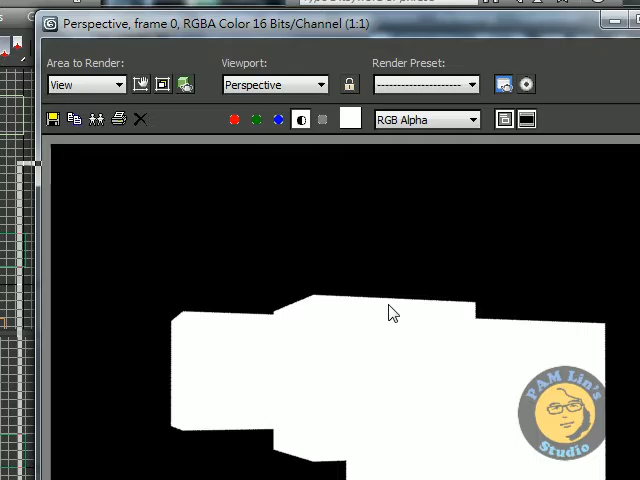 Perspective, frame 0, RGBA Color 16 Bits/Channel (1:1)
Area to Render: Viewport: Render Preset:
View Perspective --------------------
RGB Alpha
PAM Lin's
Studio